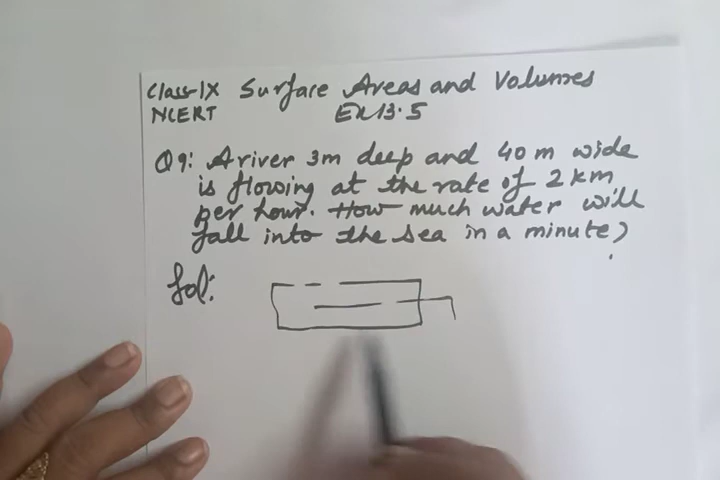 Class-IX Surface Areas and Volumes
NCERT Ex 13.5
Q9: A river 3m deep and 40 m wide
is flowing at the rate of 2 km
per hour. How much water will
fall into the sea in a minute?
Sol: